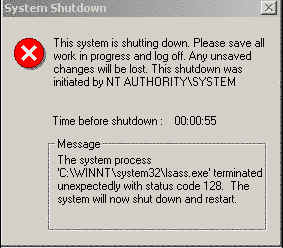 System Shutdown
This system is shutting down. Please save all
work in progress and log off. Any unsaved
changes will be lost. This shutdown was
initiated by NT AUTHORITY\SYSTEM
Time before shutdown : 00:00:55
Message
The system process
'C:\WINNT\system32\lsass.exe' terminated
unexpectedly with status code 128. The
system will now shut down and restart.